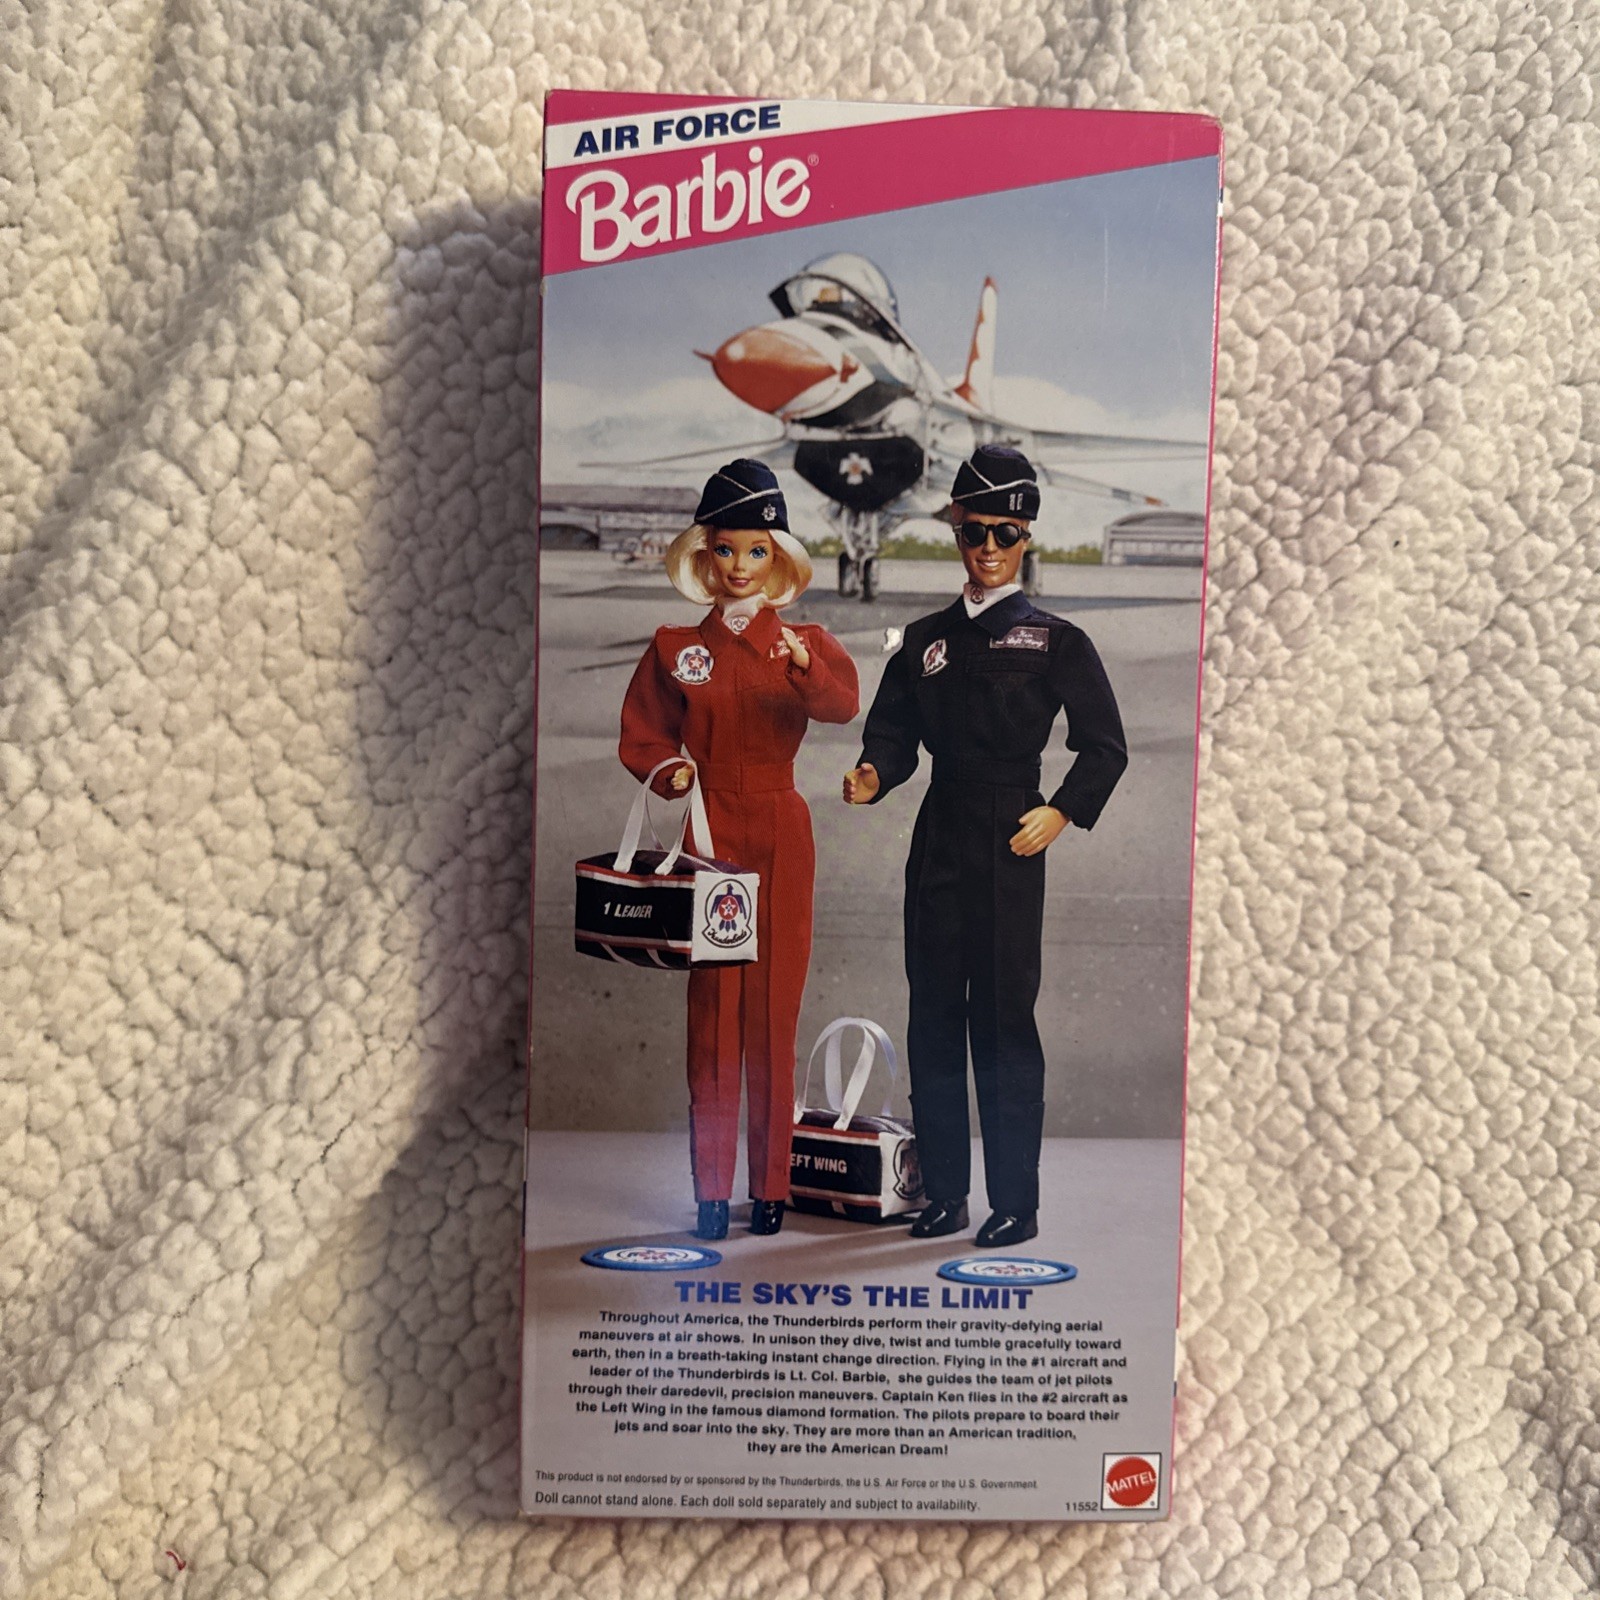 AIR FORCE
Barbie®
1 LEADER
Thunderbirds
EFT WING
THE SKY'S THE LIMIT
Throughout America, the Thunderbirds perform their gravity-defying aerial
maneuvers at air shows. In unison they dive, twist and tumble gracefully toward
earth, then in a breath-taking instant change direction. Flying in the #1 aircraft and
leader of the Thunderbirds is Lt. Col. Barbie, she guides the team of jet pilots
through their daredevil, precision maneuvers. Captain Ken flies in the #2 aircraft as
the Left Wing in the famous diamond formation. The pilots prepare to board their
jets and soar into the sky. They are more than an American tradition,
they are the American Dream!
This product is not endorsed by or sponsored by the Thunderbirds, the U.S. Air Force or the U.S. Government.
Doll cannot stand alone. Each doll sold separately and subject to availability.
11552
MATTEL